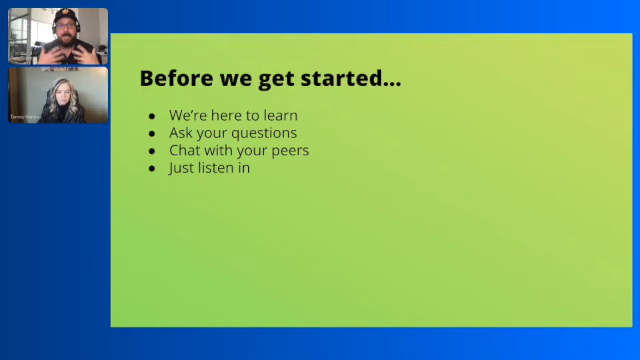 Before we get started...
● We're here to learn
● Ask your questions
● Chat with your peers
● Just listen in